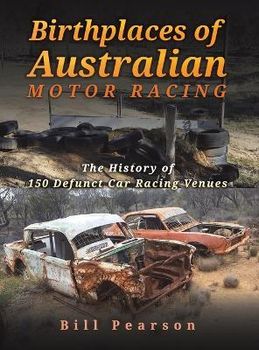 Birthplaces of
Australian
MOTOR RACING
The History of
150 Defunct Car Racing Venues
Bill Pearson